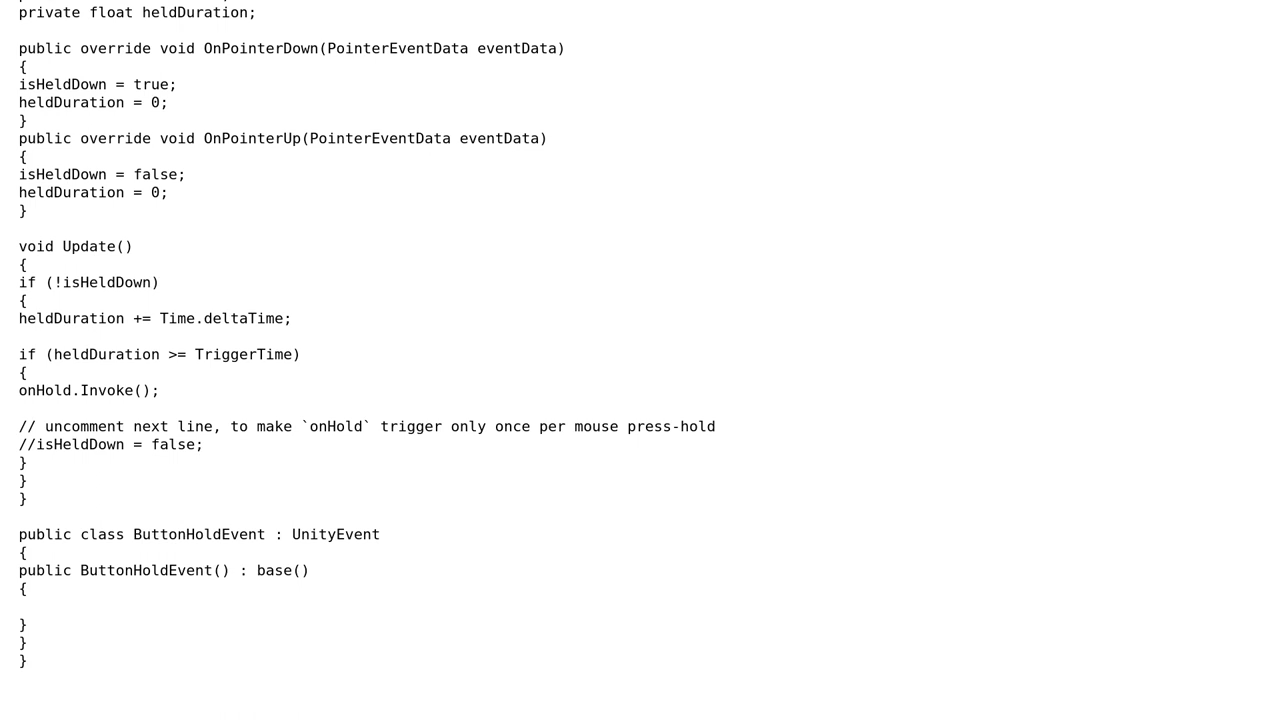 private float heldDuration;
public override void OnPointerDown(PointerEventData eventData)
{
isHeldDown = true;
heldDuration = 0;
}
public override void OnPointerUp(PointerEventData eventData)
{
isHeldDown = false;
heldDuration = 0;
}
void Update()
{
if (!isHeldDown)
{
heldDuration += Time.deltaTime;
if (heldDuration >= TriggerTime)
{
onHold.Invoke();
// uncomment next line, to make `onHold` trigger only once per mouse press-hold
//isHeldDown = false;
}
}
}
public class ButtonHoldEvent : UnityEvent
{
public ButtonHoldEvent() : base()
{
}
}
}